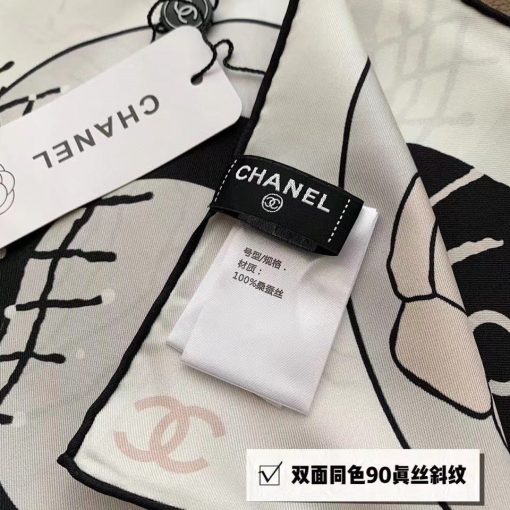 CHANEL
CHANEL
号型/规格：
材质：
100%桑蚕丝
双面同色90真丝斜纹